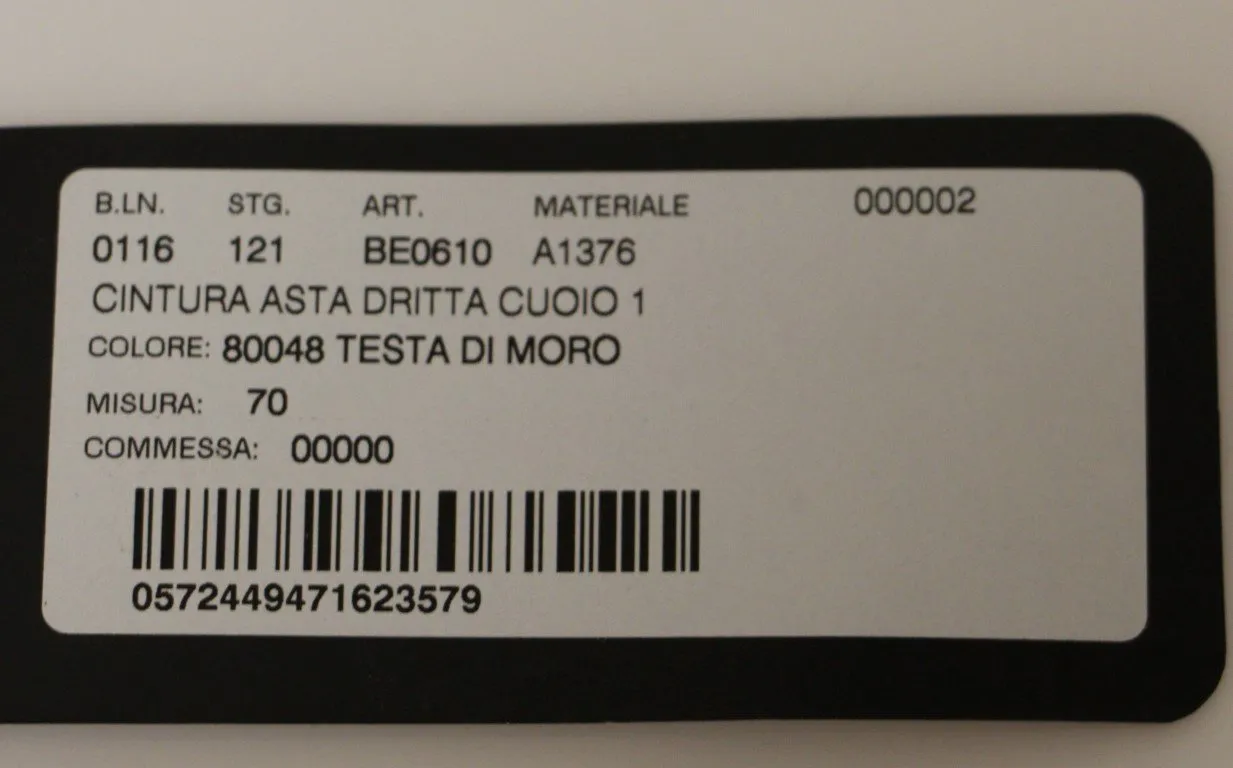 B.LN. STG. ART. MATERIALE 000002
0116 121 BE0610 A1376
CINTURA ASTA DRITTA CUOIO 1
COLORE: 80048 TESTA DI MORO
MISURA: 70
COMMESSA: 00000
0572449471623579